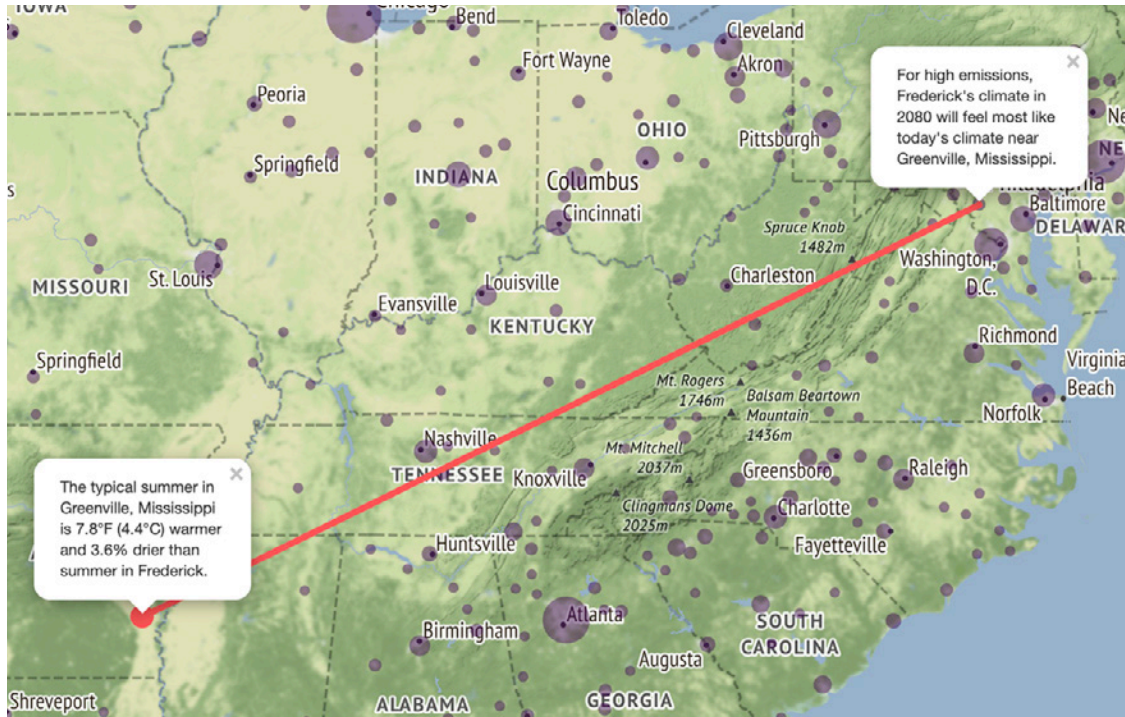 IOWA
Chicago
Bend
Toledo
Cleveland
Fort Wayne
Akron
×
For high emissions,
Frederick's climate in
2080 will feel most like
today's climate near
Greenville, Mississippi.
Peoria
OHIO
Pittsburgh
Ne
NE
Springfield
INDIANA
Columbus
s
Philadelphia
Cincinnati
Baltimore
DELAWAR
Spruce Knob
1482m
Washington,
D.C.
MISSOURI
St. Louis
Louisville
Charleston
Evansville
KENTUCKY
Richmond
Springfield
Virginia
Beach
Mt. Rogers
1746m
Balsam Beartown
Mountain
1436m
Norfolk
Nashville
TENNESSEE
Mt. Mitchell
2037m
Knoxville
Greensboro
Raleigh
×
The typical summer in
Greenville, Mississippi
is 7.8°F (4.4°C) warmer
and 3.6% drier than
summer in Frederick.
Clingmans Dome
2025m
Charlotte
Fayetteville
Huntsville
A
Atlanta
Birmingham
SOUTH
CAROLINA
Augusta
Shreveport
ALABAMA
GEORGIA